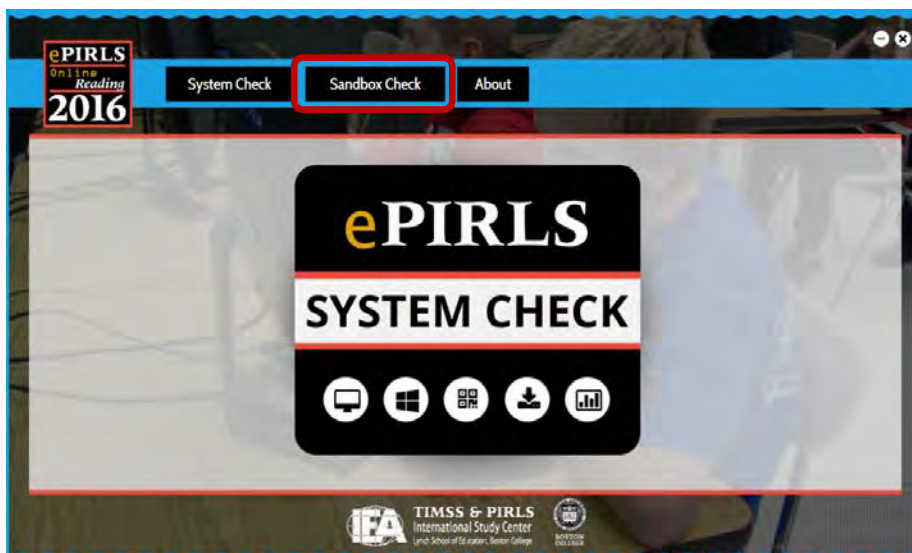 ePIRLS
Online
Reading
2016
System Check
Sandbox Check
About
ePIRLS
SYSTEM CHECK
IEA
TIMSS & PIRLS
International Study Center
Lynch School of Education, Boston College
BOSTON
COLLEGE